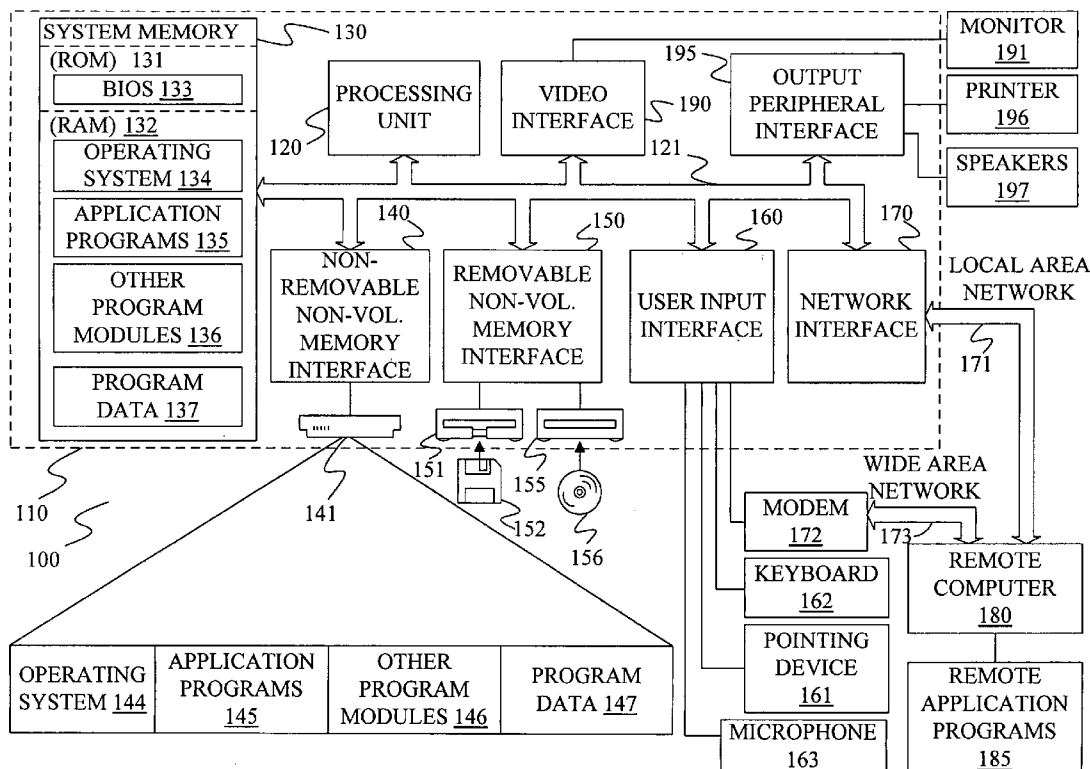 SYSTEM MEMORY
130
(ROM) 131
BIOS 133
(RAM) 132
OPERATING
SYSTEM 134
APPLICATION
PROGRAMS 135
OTHER
PROGRAM
MODULES 136
PROGRAM
DATA 137
PROCESSING
UNIT
120
VIDEO
INTERFACE
190
195
OUTPUT
PERIPHERAL
INTERFACE
121
MONITOR
191
PRINTER
196
SPEAKERS
197
140
NON-
REMOVABLE
NON-VOL.
MEMORY
INTERFACE
150
REMOVABLE
NON-VOL.
MEMORY
INTERFACE
160
USER INPUT
INTERFACE
170
NETWORK
INTERFACE
LOCAL AREA
NETWORK
171
110
100
141
151
152
155
156
WIDE AREA
NETWORK
173
MODEM
172
KEYBOARD
162
POINTING
DEVICE
161
MICROPHONE
163
REMOTE
COMPUTER
180
REMOTE
APPLICATION
PROGRAMS
185
OPERATING
SYSTEM 144
APPLICATION
PROGRAMS
145
OTHER
PROGRAM
MODULES 146
PROGRAM
DATA 147